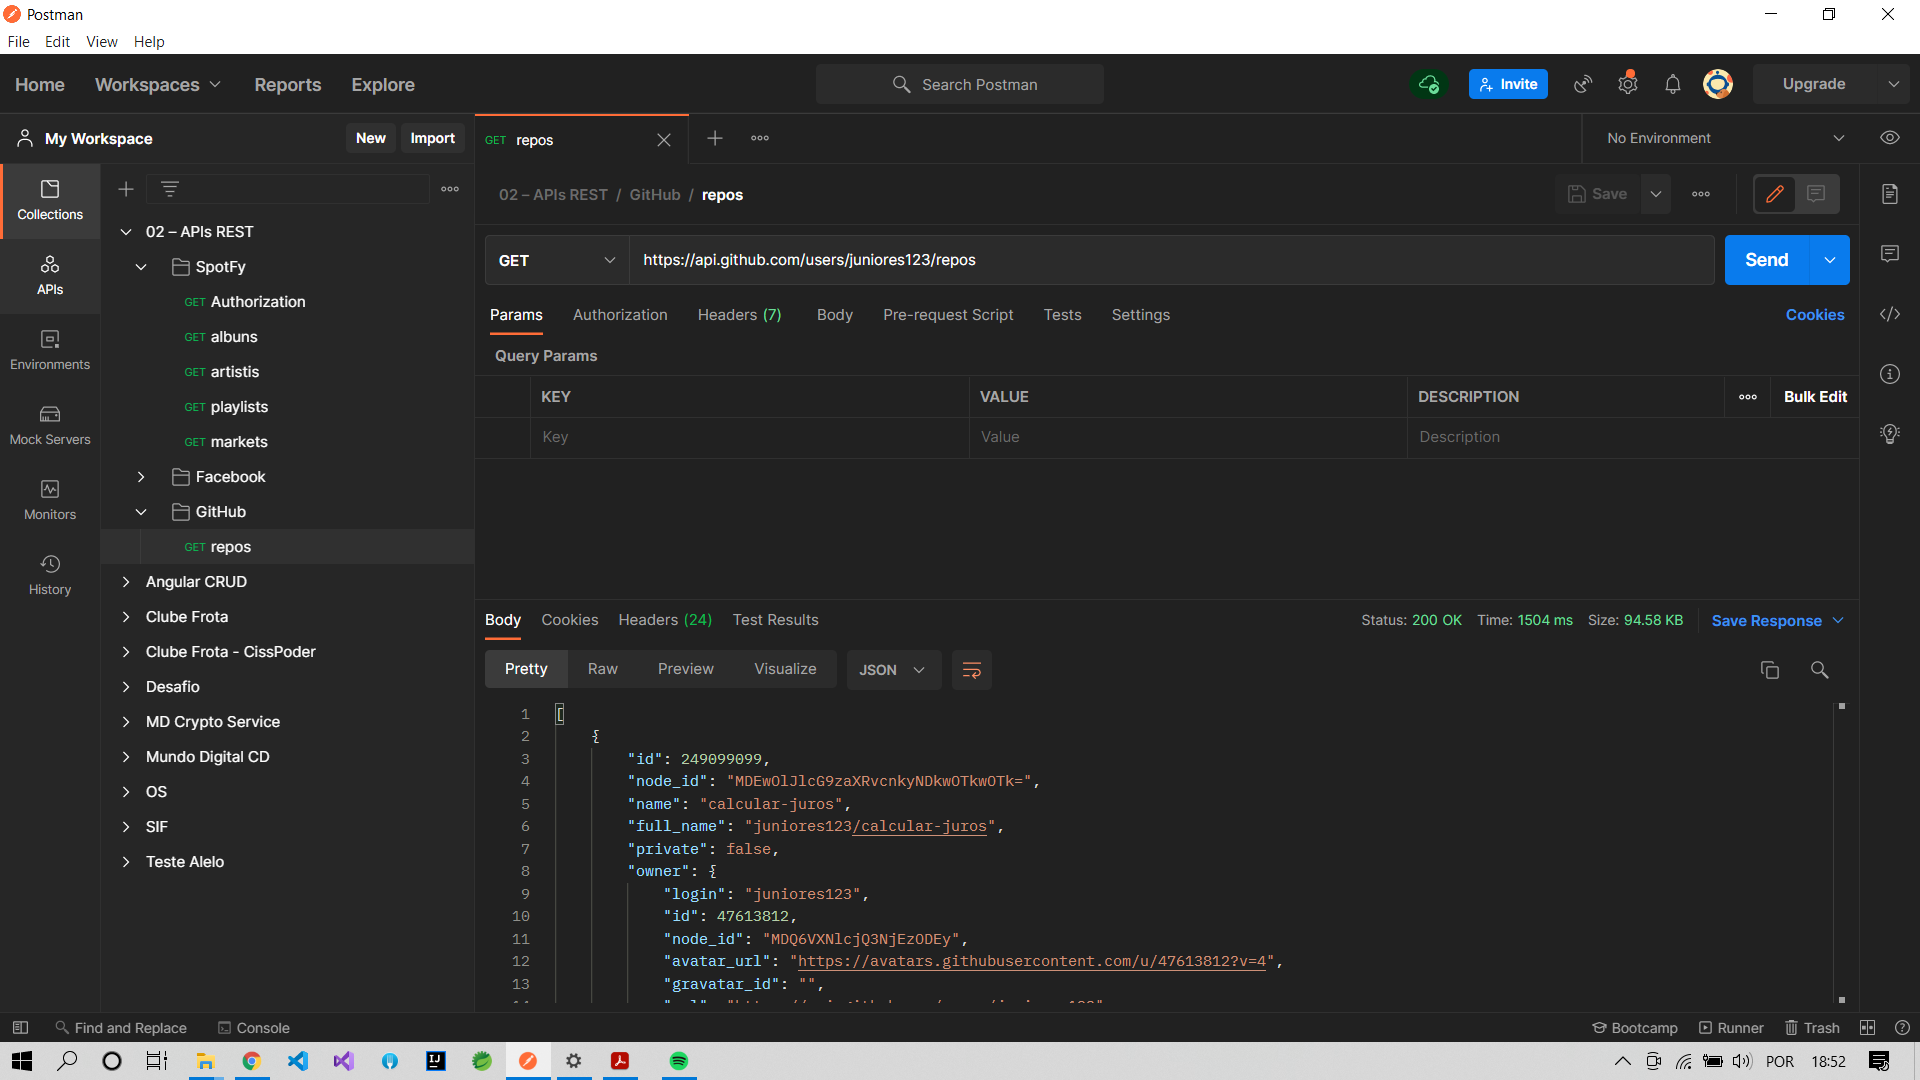 Postman
File Edit View Help
Home Workspaces Reports Explore Search Postman Invite Upgrade
My Workspace New Import GET repos No Environment
Collections
APIs
Environments
Mock Servers
Monitors
History
02 – APIs REST
SpotFy
GET Authorization
GET albuns
GET artistis
GET playlists
GET markets
Facebook
GitHub
GET repos
Angular CRUD
Clube Frota
Clube Frota - CissPoder
Desafio
MD Crypto Service
Mundo Digital CD
OS
SIF
Teste Alelo
02 – APIs REST / GitHub / repos Save
GET https://api.github.com/users/juniores123/repos Send
Params Authorization Headers (7) Body Pre-request Script Tests Settings Cookies
Query Params
KEY VALUE DESCRIPTION Bulk Edit
Key Value Description
Body Cookies Headers (24) Test Results Status: 200 OK Time: 1504 ms Size: 94.58 KB Save Response
Pretty Raw Preview Visualize JSON
1 [
2 {
3 "id": 249099099,
4 "node_id": "MDEwOlJlcG9zaXRvcnkyNDkwOTkwOTk=",
5 "name": "calcular-juros",
6 "full_name": "juniores123/calcular-juros",
7 "private": false,
8 "owner": {
9 "login": "juniores123",
10 "id": 47613812,
11 "node_id": "MDQ6VXNlcjQ3NjEzODEy",
12 "avatar_url": "https://avatars.githubusercontent.com/u/47613812?v=4",
13 "gravatar_id": "",
Find and Replace Console Bootcamp Runner Trash
POR 18:52